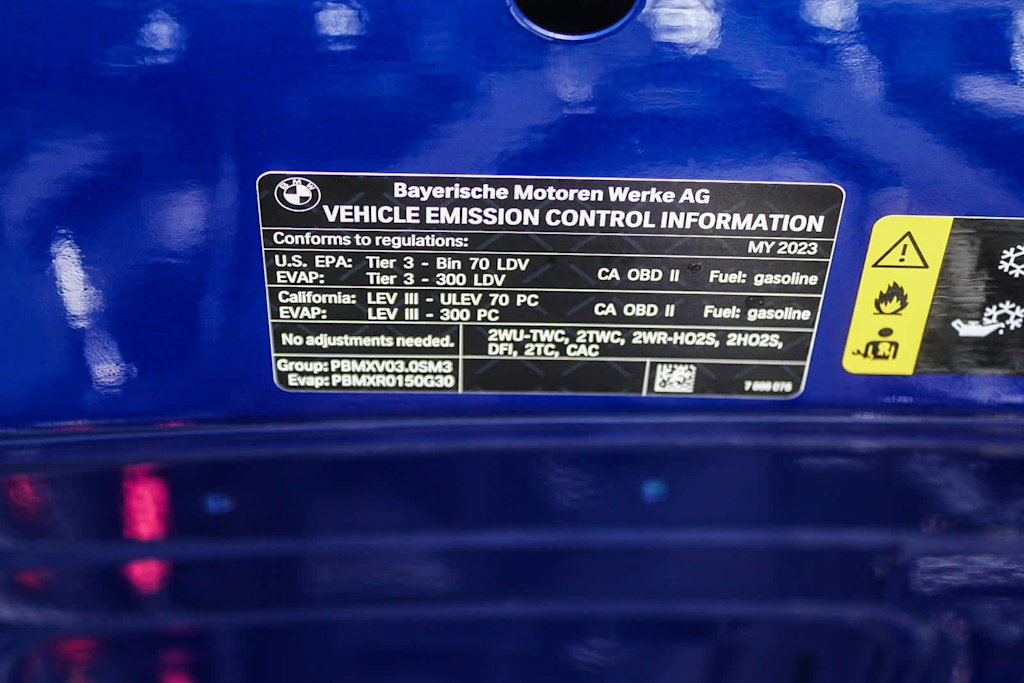 BMW
Bayerische Motoren Werke AG
VEHICLE EMISSION CONTROL INFORMATION
Conforms to regulations: MY 2023
U.S. EPA: Tier 3 - Bin 70 LDV
EVAP: Tier 3 - 300 LDV CA OBD II Fuel: gasoline
California: LEV III - ULEV 70 PC
EVAP: LEV III - 300 PC CA OBD II Fuel: gasoline
No adjustments needed. 2WU-TWC, 2TWC, 2WR-HO2S, 2HO2S,
DFI, 2TC, CAC
Group: PBMXV03.0SM3
Evap: PBMXR0150G30